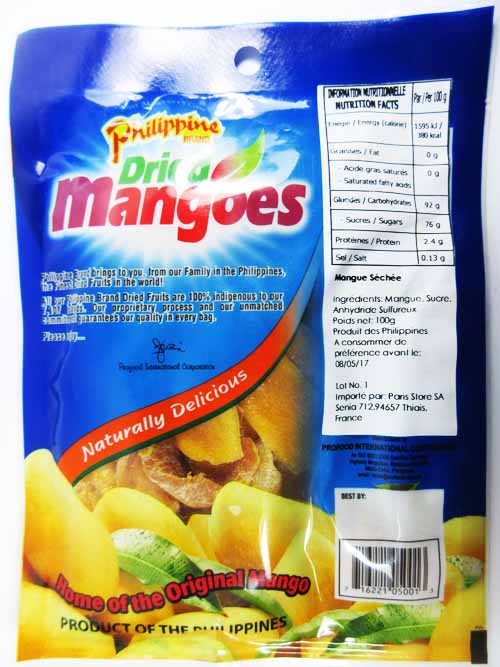 Philippine
BRAND
Dried
Mangoes
Philippine Brand brings to you, from our Family in the Philippines,
the Finest Dried Fruits in the world!
All our Philippine Brand Dried Fruits are 100% indigenous to our
7,107 Our proprietary process and our unmatched
guarantees our quality in every bag.
Please
Profood International Corporation
Naturally Delicious
Home of the Original Mango
PRODUCT OF THE PHILIPPINES
INFORMATION NUTRITIONNELLE
NUTRITION FACTS
Par / Per 100 g
Energie / Energy (calorie) 1595 kJ /
380 kcal
Graisses / Fat 0 g
- Acide gras saturés 0 g
- Saturated fatty acids
Glucides / Carbohydrates 92 g
- Sucres / Sugars 76 g
Protéines / Protein 2.4 g
Sel / Salt 0.13 g
Mangue Séchée
Ingrédients: Mangue, Sucre,
Anhydride Sulfureux
Poids net: 100g
Produit des Philippines
A consommer de
préférence avant le:
08/05/17
Lot No. 1
Importe par: Paris Store SA
Senia 712,94657 Thiais,
France
PROFOOD INTERNATIONAL CORPORATION
BEST BY:
7 16221 05001 3